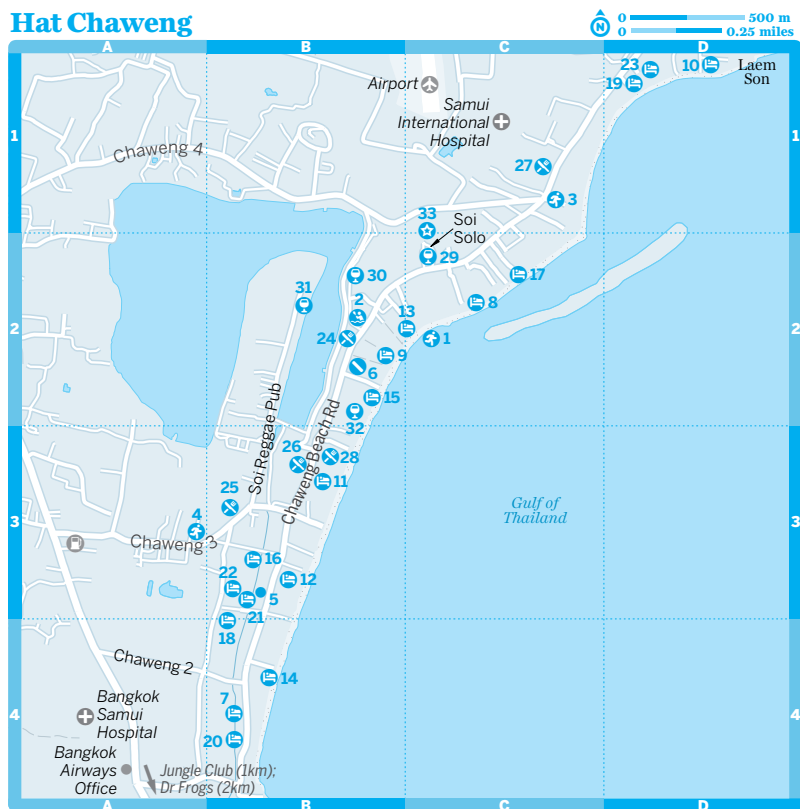 Hat Chaweng
N
0 500 m
0 0.25 miles
A B C D
23
10
Laem
Son
19
Airport
Samui
International
Hospital
1
1
Chaweng 4
27
3
33
Soi
Solo
29
30
17
31
2
13
8
2
24
1
2
9
6
15
32
Soi Reggae Pub
Chaweng Beach Rd
26
28
11
25
Gulf of
Thailand
4
3
3
Chaweng 3
16
22
12
5
21
18
Chaweng 2
14
7
Bangkok
Samui
Hospital
4
4
20
Bangkok
Airways
Office
Jungle Club (1km);
Dr Frogs (2km)
A B C D